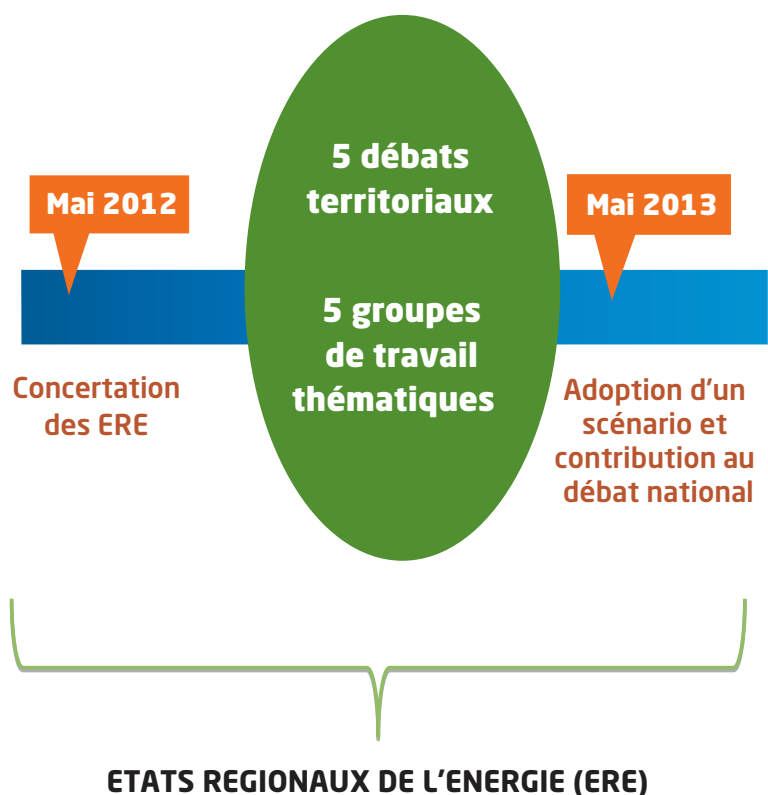 5 débats
territoriaux
Mai 2012
Mai 2013
5 groupes
de travail
thématiques
Concertation
des ERE
Adoption d'un
scénario et
contribution au
débat national
ETATS REGIONAUX DE L'ENERGIE (ERE)